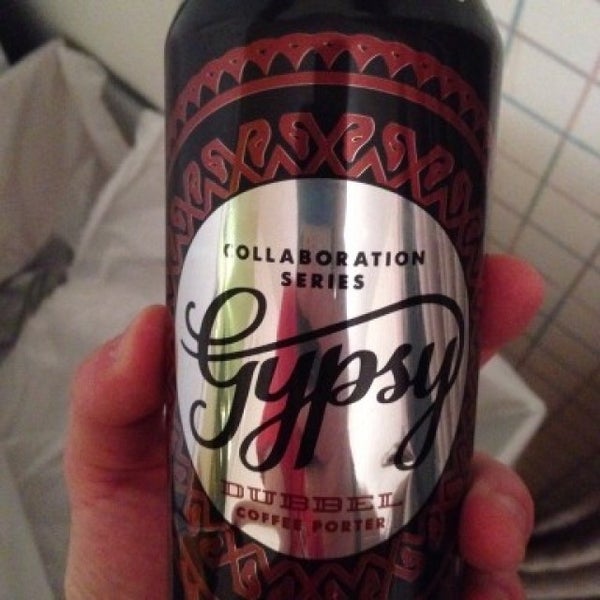 COLLABORATION
SERIES
Gypsy
DUBBEL
COFFEE PORTER